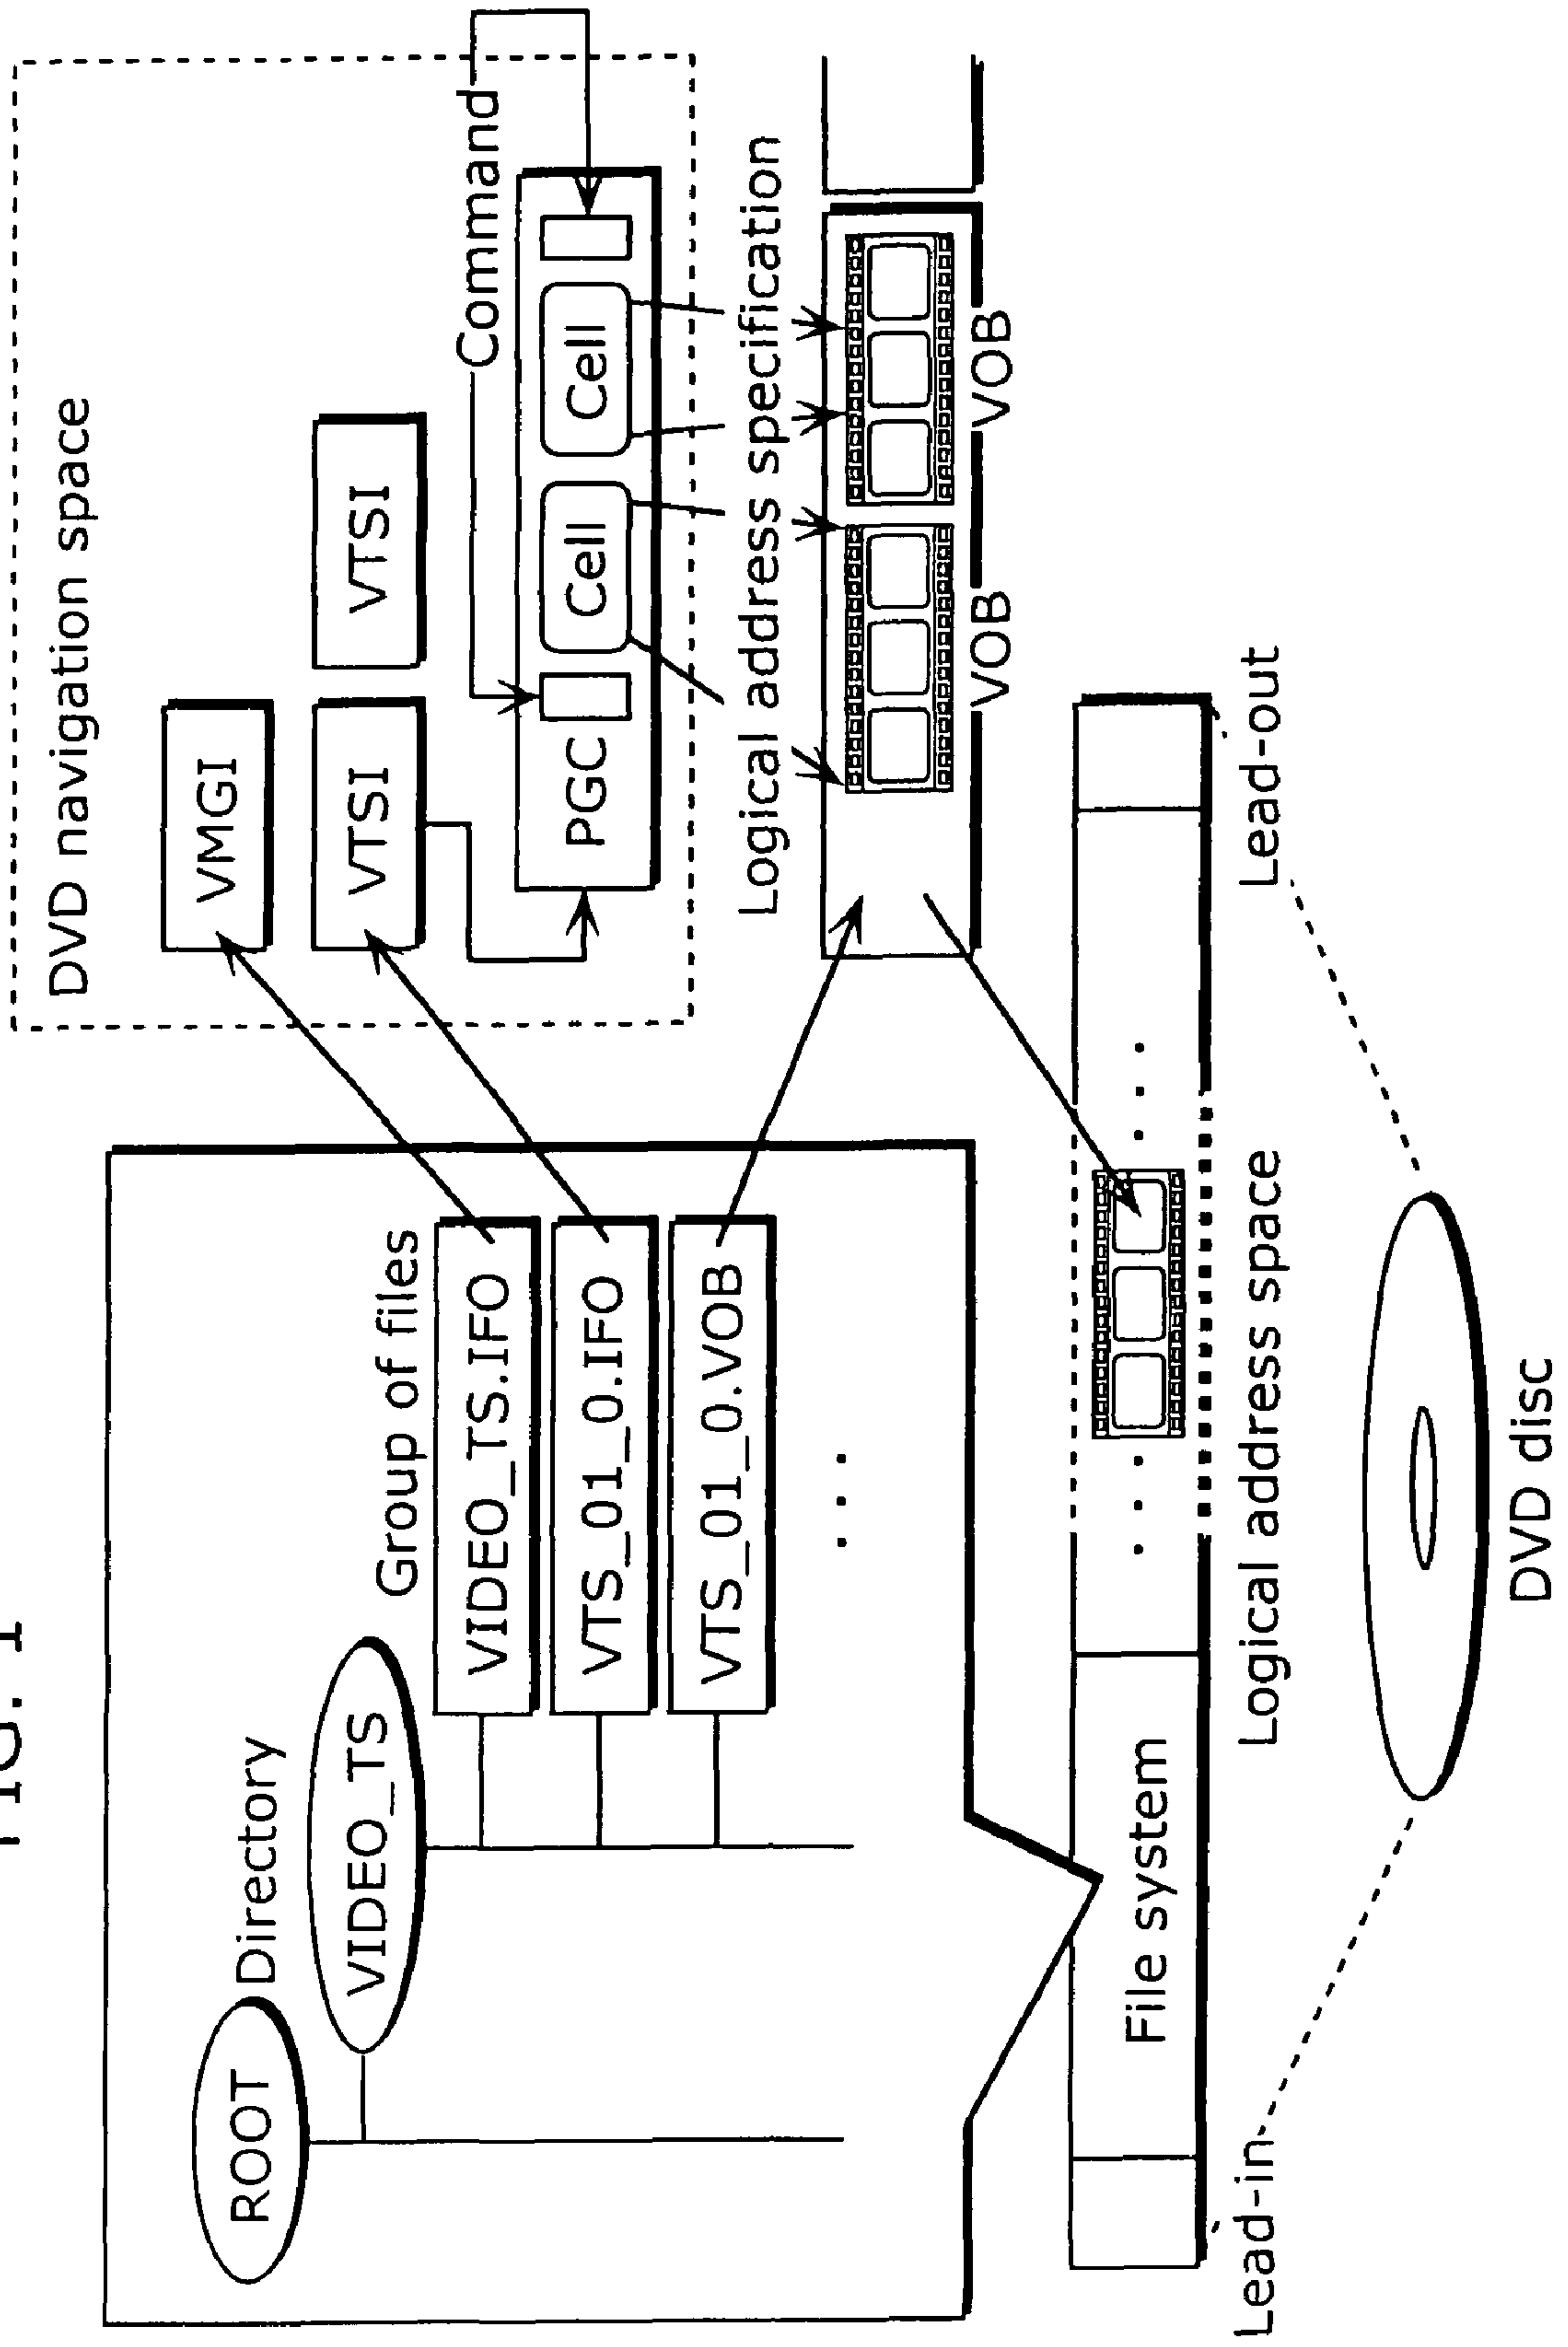 FIG. 1
DVD navigation space
VMGI
VTSI
VTSI
Command
PGC
Cell
Cell
Logical address specification
VOB
VOB
ROOT
Directory
VIDEO_TS
Group of files
VIDEO_TS.IFO
VTS_01_0.IFO
VTS_01_0.VOB
. . .
File system
. . .
. . .
Lead-in
Logical address space
Lead-out
DVD disc